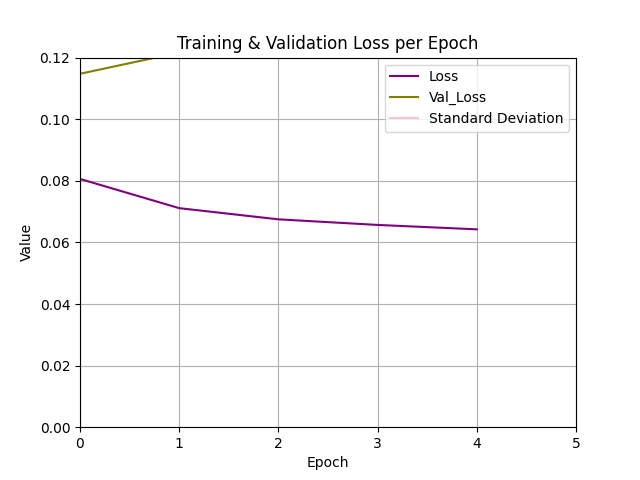 Training & Validation Loss per Epoch
Loss
Val_Loss
Standard Deviation
Value
0.12
0.10
0.08
0.06
0.04
0.02
0.00
0 1 2 3 4 5
Epoch